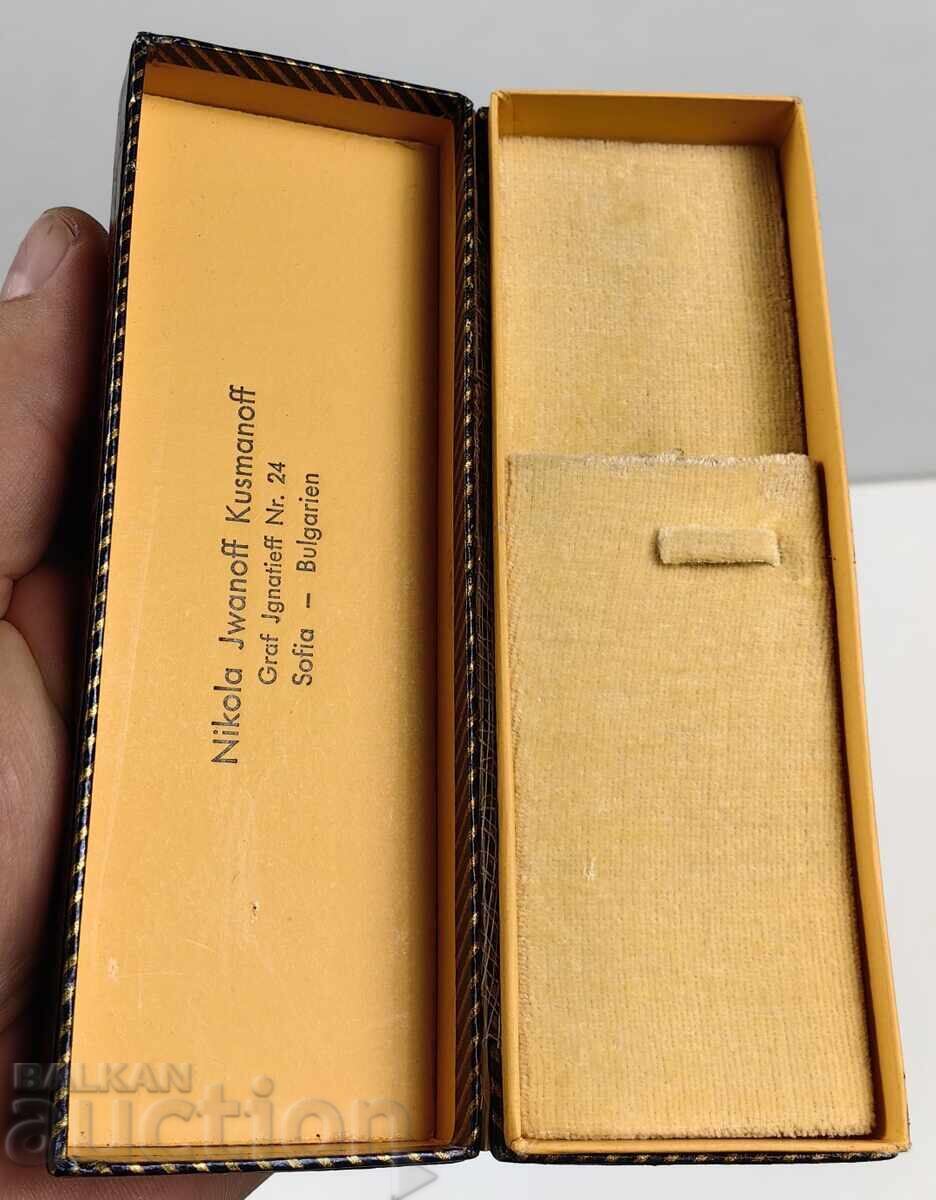 Nikola Jwanoff Kusmanoff
Graf Jgnatieff Nr. 24
Sofia – Bulgarien
BALKAN
auction